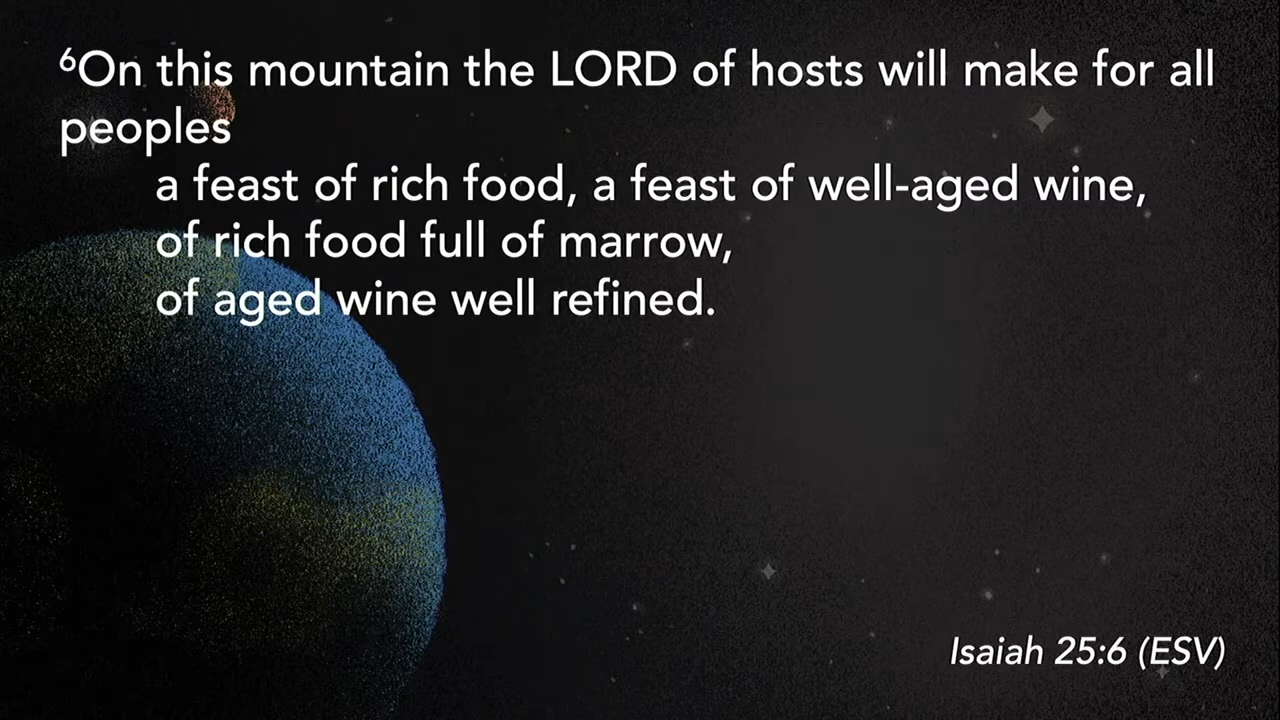 ⁶On this mountain the LORD of hosts will make for all
peoples
a feast of rich food, a feast of well-aged wine,
of rich food full of marrow,
of aged wine well refined.
Isaiah 25:6 (ESV)